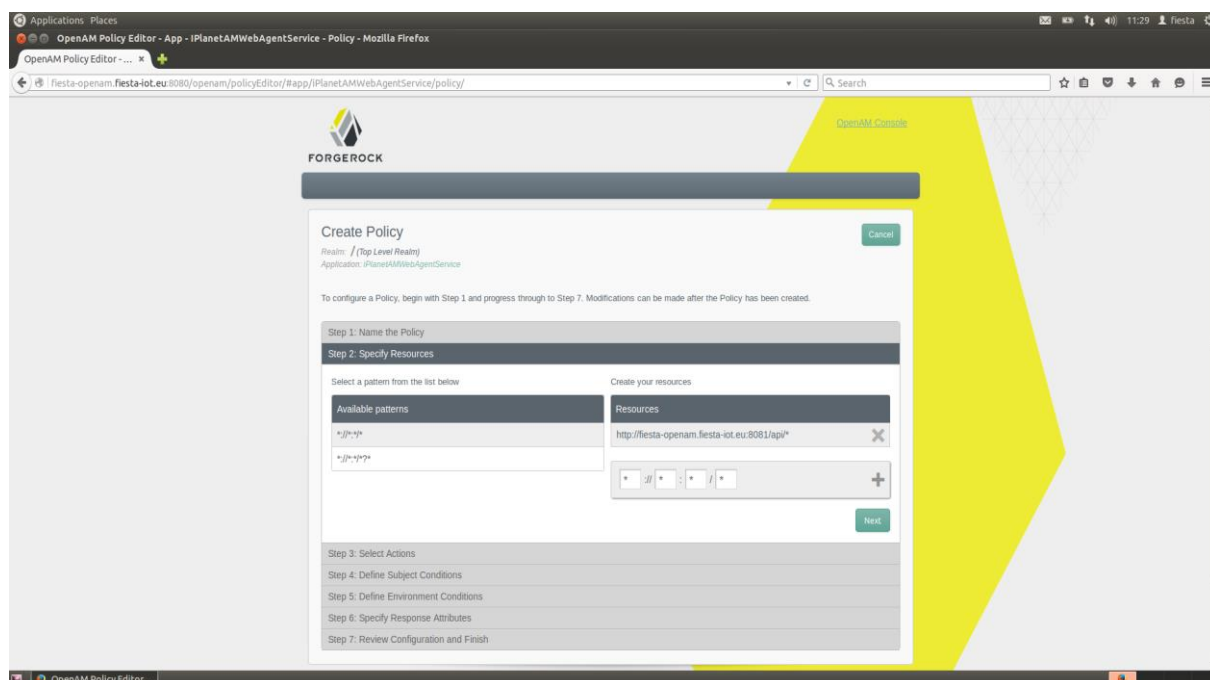 Applications Places 11:29 fiesta
OpenAM Policy Editor - App - iPlanetAMWebAgentService - Policy - Mozilla Firefox
OpenAM Policy Editor - ... ×
fiesta-openam.fiesta-iot.eu:8080/openam/policyEditor/#app/iPlanetAMWebAgentService/policy/ Search
OpenAM Console
FORGEROCK
Create Policy Cancel
Realm: / (Top Level Realm)
Application: iPlanetAMWebAgentService
To configure a Policy, begin with Step 1 and progress through to Step 7. Modifications can be made after the Policy has been created.
Step 1: Name the Policy
Step 2: Specify Resources
Select a pattern from the list below Create your resources
Available patterns Resources
*://*:*/* http://fiesta-openam.fiesta-iot.eu:8081/api/*
*://*:*/*?*
* :// * : * / *
Next
Step 3: Select Actions
Step 4: Define Subject Conditions
Step 5: Define Environment Conditions
Step 6: Specify Response Attributes
Step 7: Review Configuration and Finish
OpenAM Policy Editor